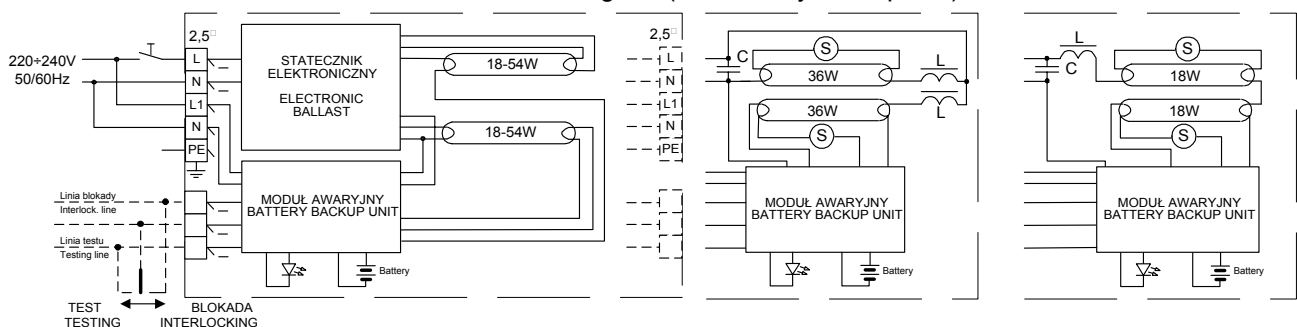 220÷240V
50/60Hz
2,5□
L
N
L1
N
PE
STATECZNIK
ELEKTRONICZNY
ELECTRONIC
BALLAST
18-54W
18-54W
MODUŁ AWARYJNY
BATTERY BACKUP UNIT
Battery
Linia blokady
Interlock. line
Linia testu
Testing line
TEST
TESTING
BLOKADA
INTERLOCKING
2,5□
L
N
L1
N
PE
C
S
36W
L
36W
L
S
MODUŁ AWARYJNY
BATTERY BACKUP UNIT
Battery
L
C
S
18W
18W
S
MODUŁ AWARYJNY
BATTERY BACKUP UNIT
Battery